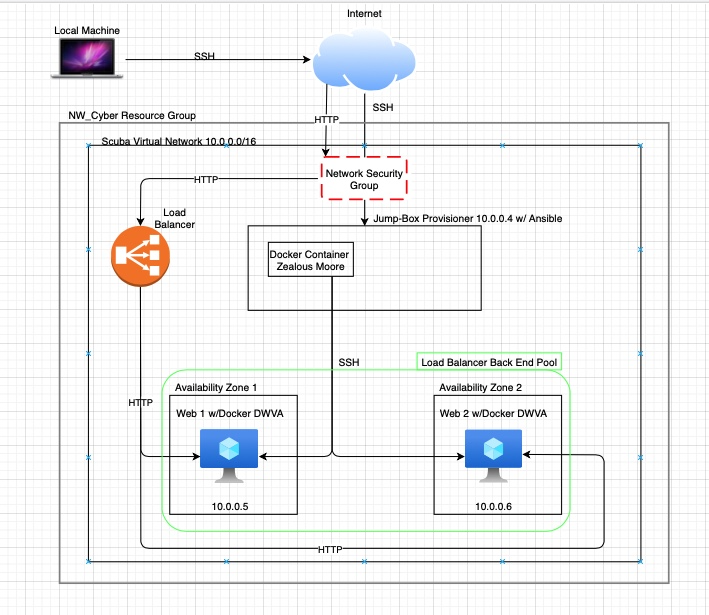 Internet
Local Machine
SSH
SSH
HTTP
NW_Cyber Resource Group
Scuba Virtual Network 10.0.0.0/16
Network Security
Group
HTTP
Load
Balancer
Jump-Box Provisioner 10.0.0.4 w/ Ansible
Docker Container
Zealous Moore
SSH
Load Balancer Back End Pool
Availability Zone 1
Availability Zone 2
HTTP
Web 1 w/Docker DWVA
Web 2 w/Docker DWVA
10.0.0.5
10.0.0.6
HTTP